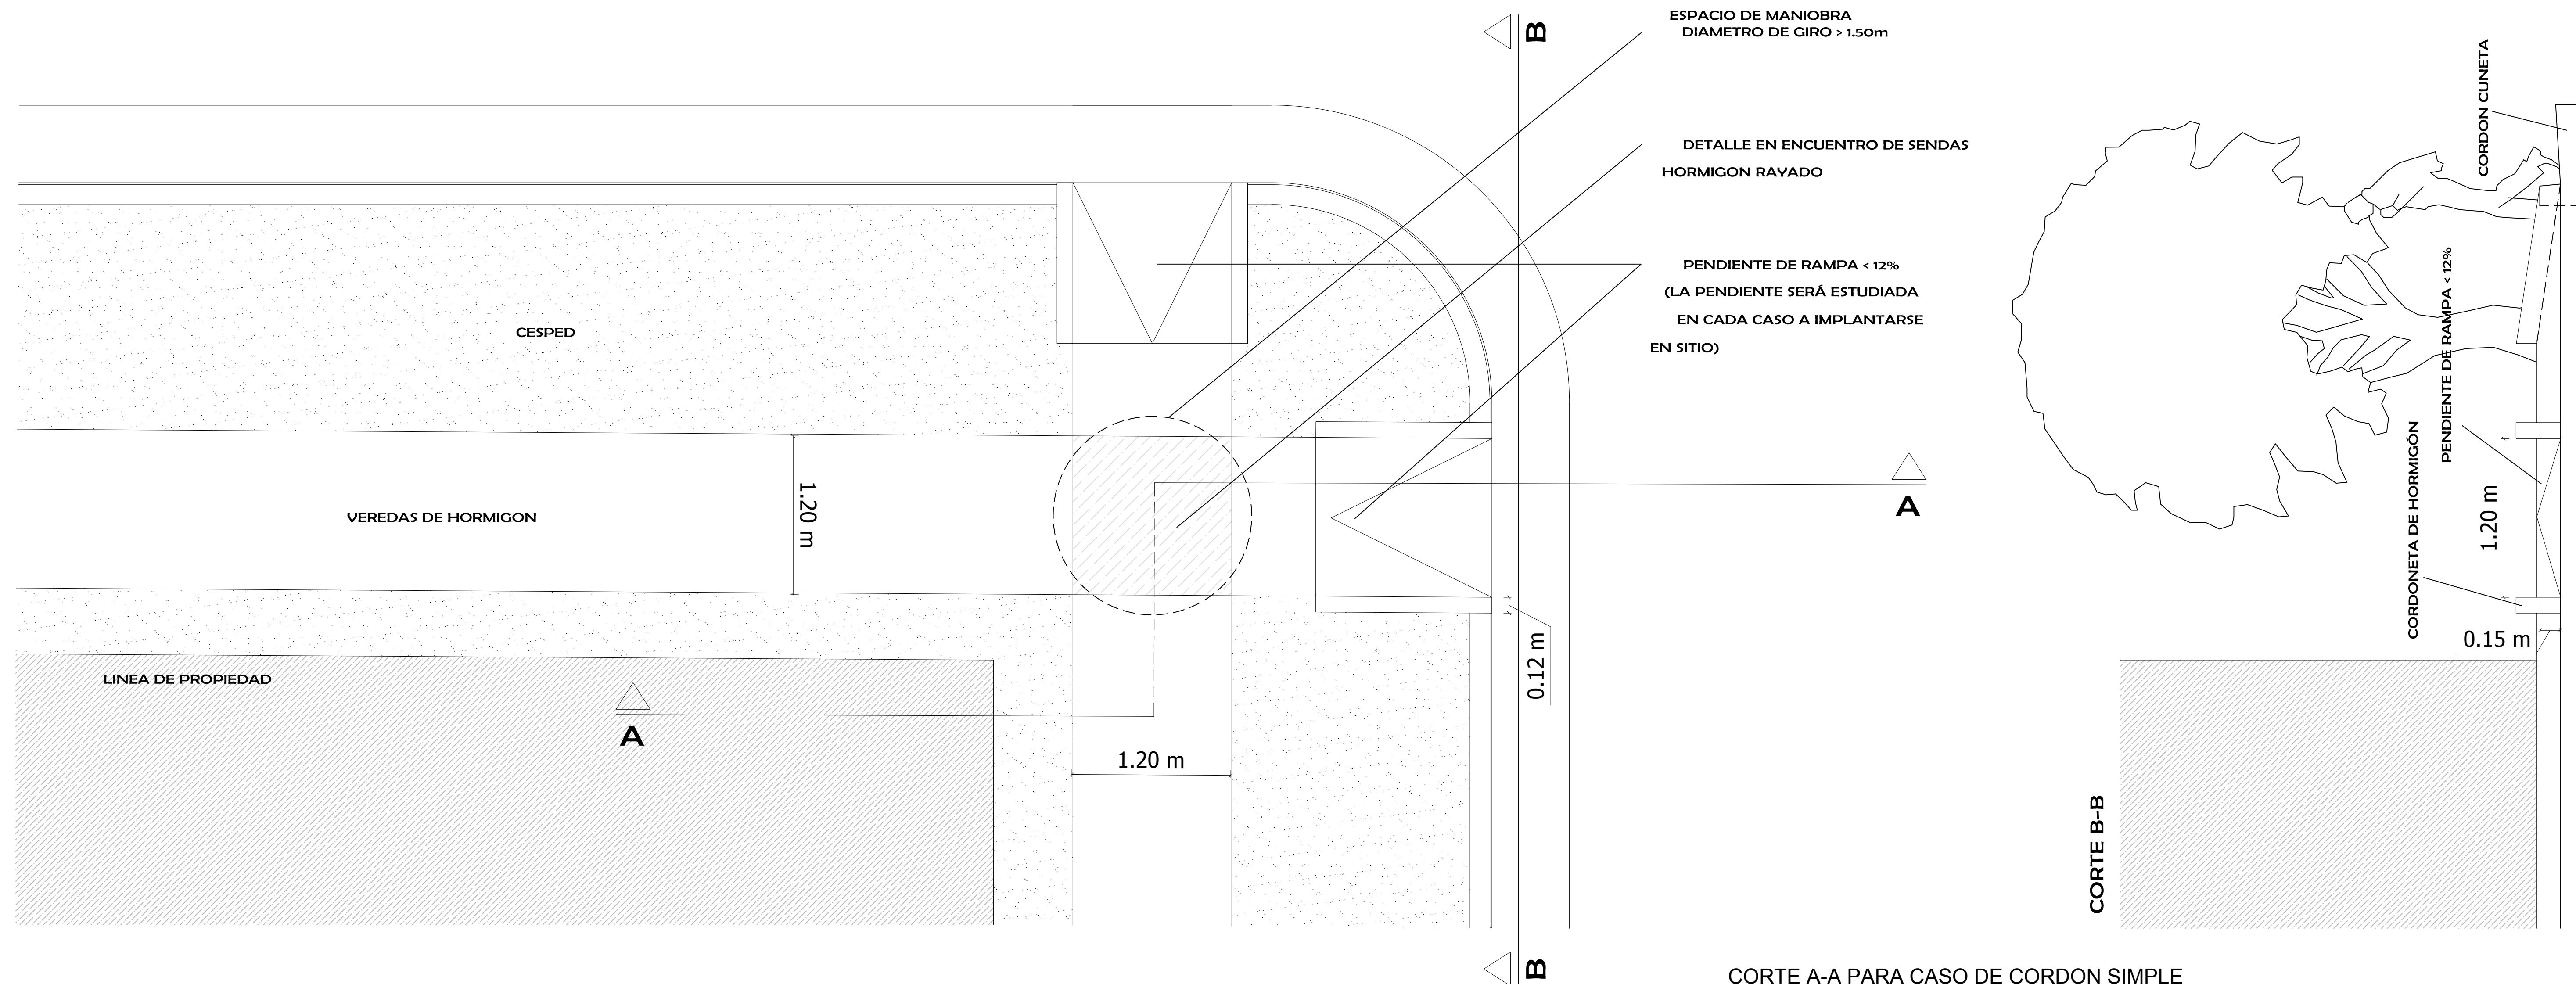 B
ESPACIO DE MANIOBRA
DIAMETRO DE GIRO > 1.50m
DETALLE EN ENCUENTRO DE SENDAS
HORMIGON RAYADO
PENDIENTE DE RAMPA < 12%
(LA PENDIENTE SERÁ ESTUDIADA
EN CADA CASO A IMPLANTARSE
EN SITIO)
CESPED
VEREDAS DE HORMIGON
1.20 m
A
LINEA DE PROPIEDAD
A
1.20 m
0.12 m
B
CORDON CUNETA
PENDIENTE DE RAMPA < 12%
CORDONETA DE HORMIGÓN
1.20 m
0.15 m
CORTE B-B
CORTE A-A PARA CASO DE CORDON SIMPLE